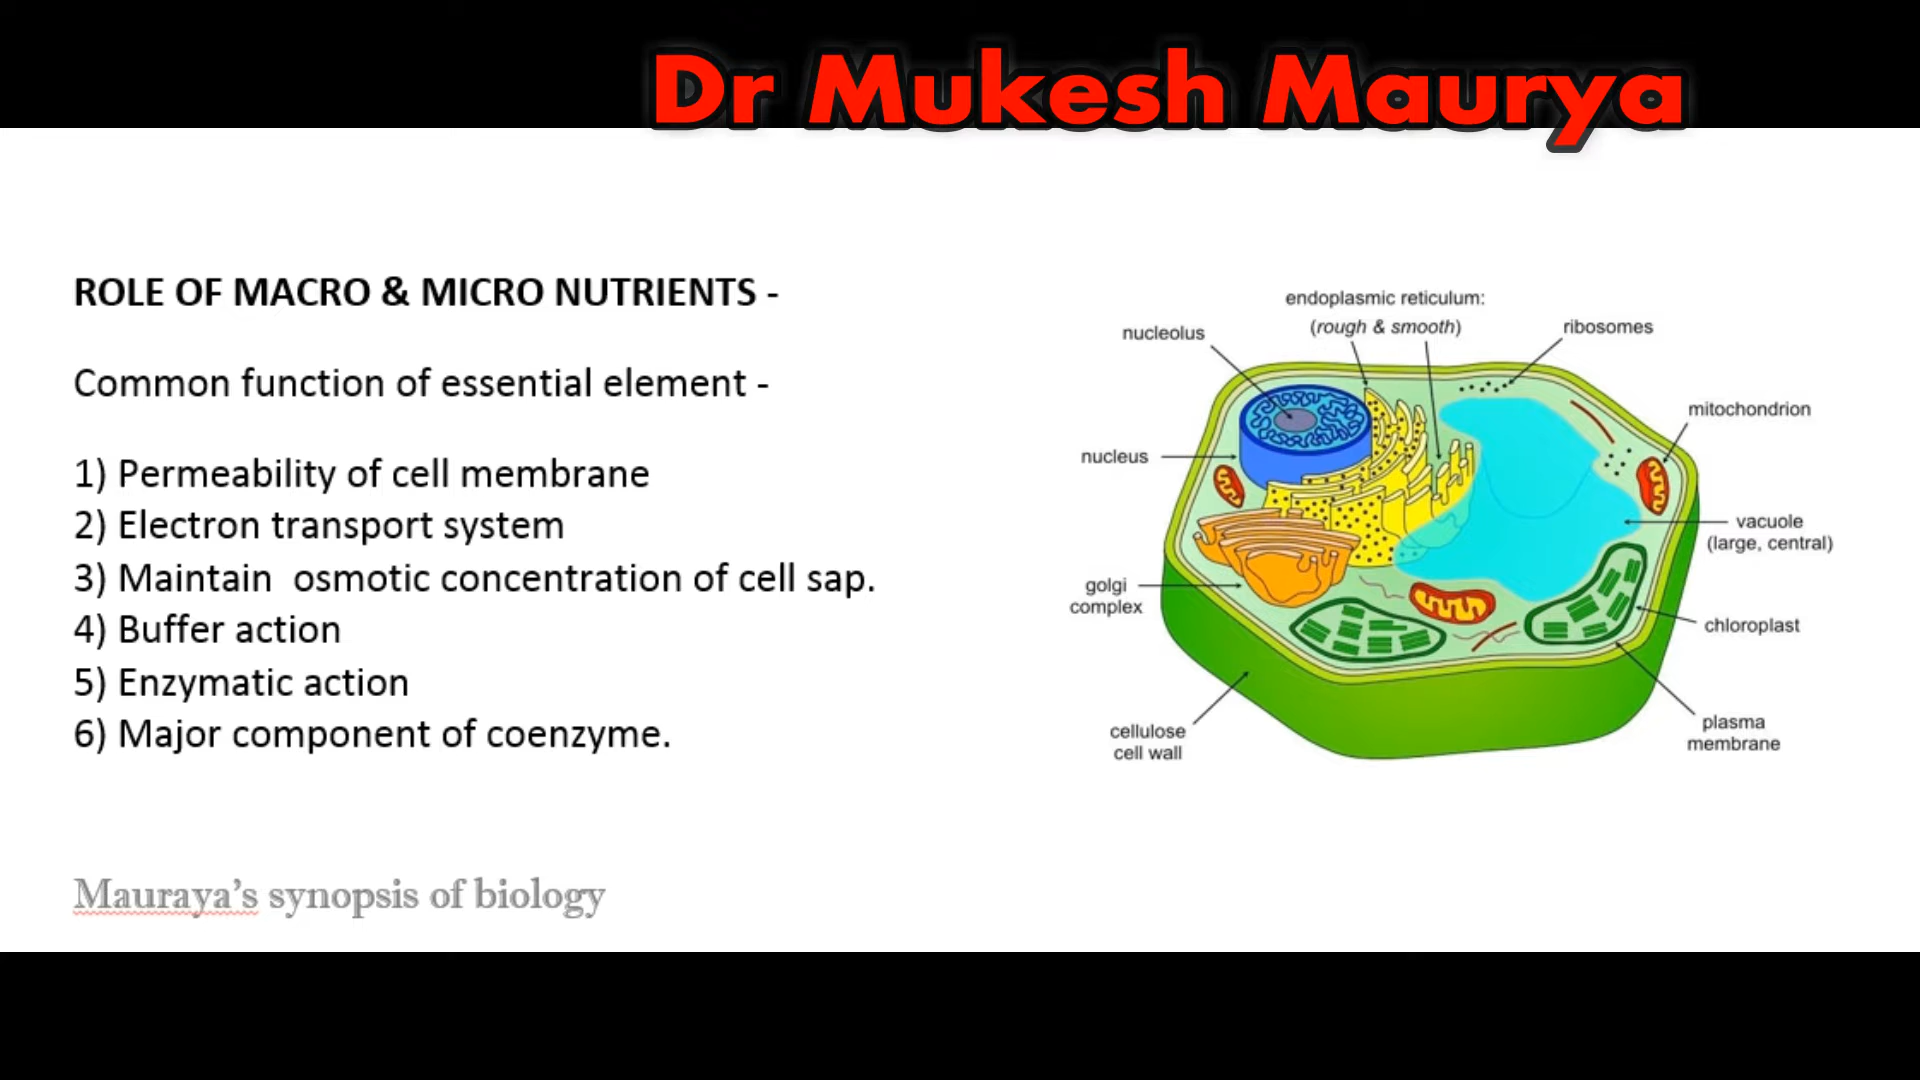 Dr Mukesh Maurya
ROLE OF MACRO & MICRO NUTRIENTS -
Common function of essential element -
1) Permeability of cell membrane
2) Electron transport system
3) Maintain  osmotic concentration of cell sap.
4) Buffer action
5) Enzymatic action
6) Major component of coenzyme.
Mauraya's synopsis of biology
endoplasmic reticulum:
(rough & smooth)
nucleolus
ribosomes
mitochondrion
nucleus
vacuole
(large, central)
golgi
complex
chloroplast
plasma
membrane
cellulose
cell wall